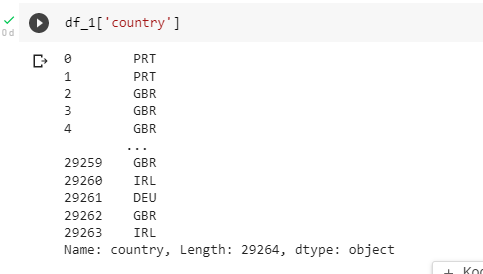 df_1['country']
0 d
0 PRT
1 PRT
2 GBR
3 GBR
4 GBR
...
29259 GBR
29260 IRL
29261 DEU
29262 GBR
29263 IRL
Name: country, Length: 29264, dtype: object
+